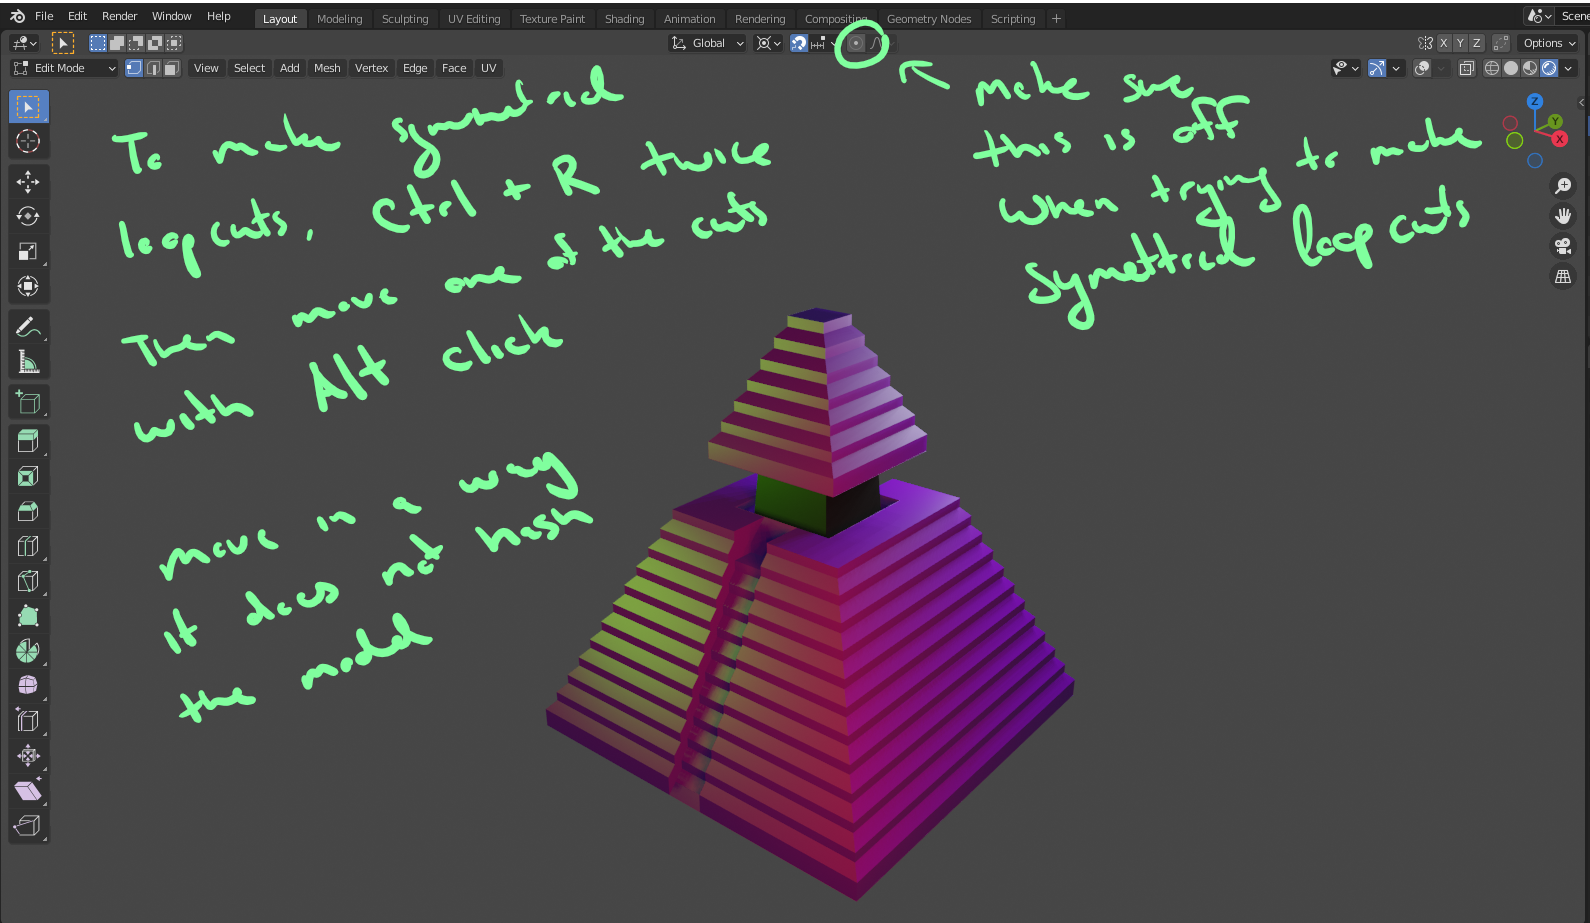 File Edit Render Window Help Layout Modeling Sculpting UV Editing Texture Paint Shading Animation Rendering Compositing Geometry Nodes Scripting + Scene
Global X Y Z Options
Edit Mode View Select Add Mesh Vertex Edge Face UV
Z
Y
X
To make symmetrical
loop cuts, Ctrl + R twice
Then move one of the cuts
with Alt click
move in a way
it does not hash
the model
make sure
this is off
when trying to make
symettrical loop cuts